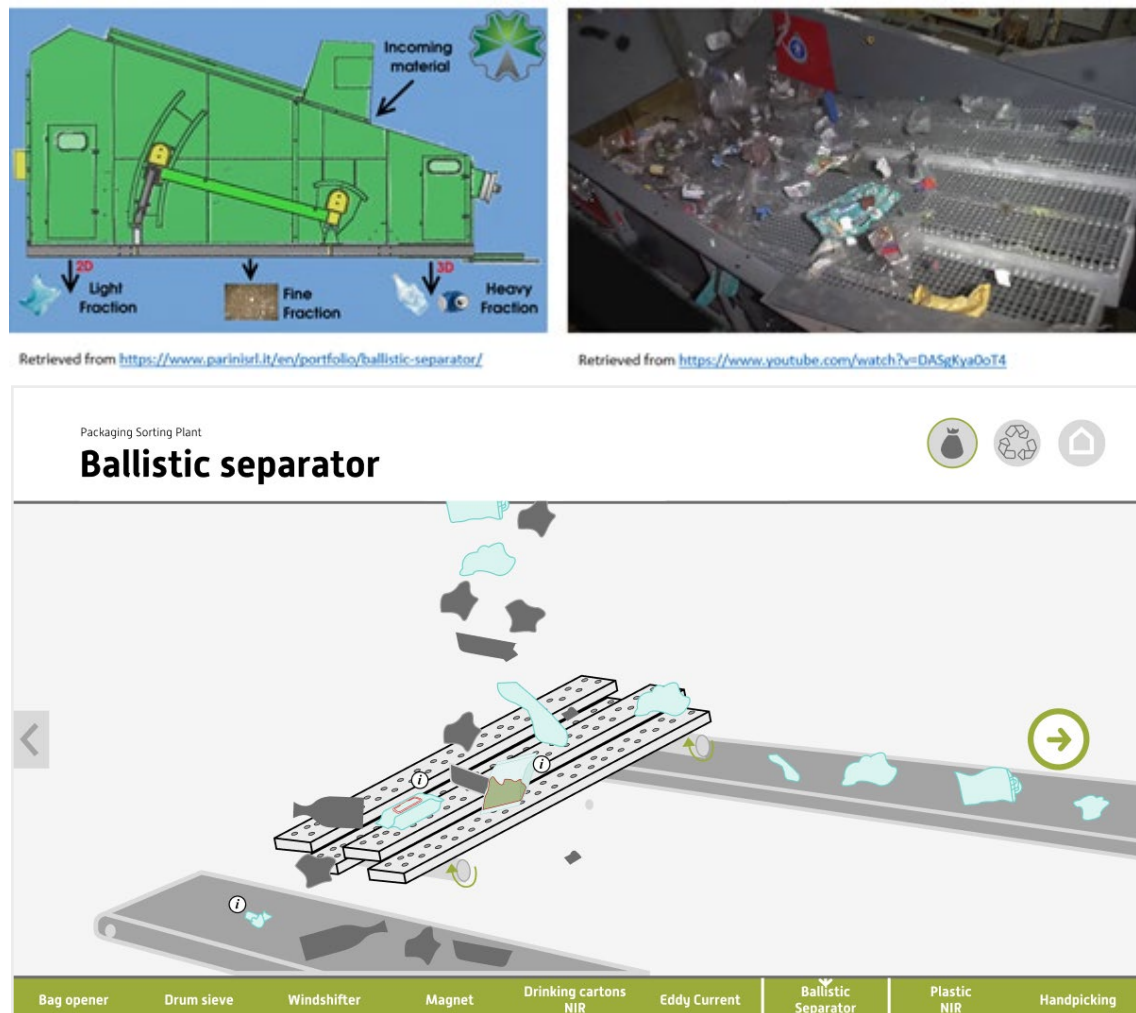 Incoming
material
2D
Light
Fraction
Fine
Fraction
3D
Heavy
Fraction
Retrieved from https://www.parinisrl.it/en/portfolio/ballistic-separator/
Retrieved from https://www.youtube.com/watch?v=DASgKya0oT4
Packaging Sorting Plant
Ballistic separator
i
i
i
Bag opener
Drum sieve
Windshifter
Magnet
Drinking cartons
NIR
Eddy Current
Ballistic
Separator
Plastic
NIR
Handpicking